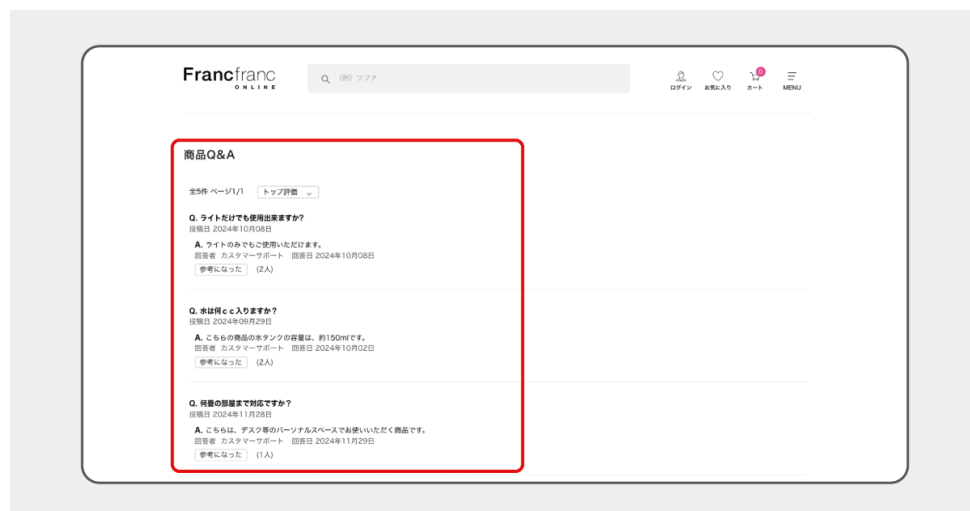 Francfranc
ONLINE
(例) ソファ
ログイン
お気に入り
0
カート
MENU
商品Q&A
全5件 ページ1/1 トップ評価
Q. ライトだけでも使用出来ますか?
投稿日 2024年10月08日
A. ライトのみでもご使用いただけます。
回答者 カスタマーサポート 回答日 2024年10月08日
参考になった (2人)
Q. 水は何ｃｃ入りますか?
投稿日 2024年09月29日
A. こちらの商品の水タンクの容量は、約150mlです。
回答者 カスタマーサポート 回答日 2024年10月02日
参考になった (2人)
Q. 何畳の部屋まで対応ですか?
投稿日 2024年11月28日
A. こちらは、デスク等のパーソナルスペースでお使いいただく商品です。
回答者 カスタマーサポート 回答日 2024年11月29日
参考になった (1人)